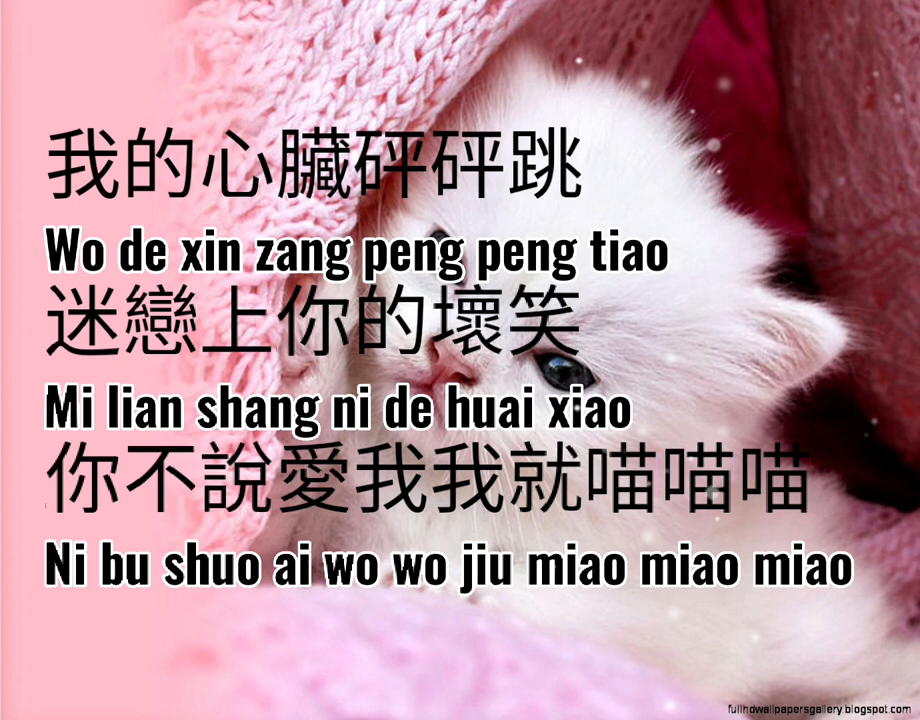 我的心臟砰砰跳
Wo de xin zang peng peng tiao
迷戀上你的壞笑
Mi lian shang ni de huai xiao
你不說愛我我就喵喵喵
Ni bu shuo ai wo wo jiu miao miao miao
fullhdwallpapersgallery.blogspot.com